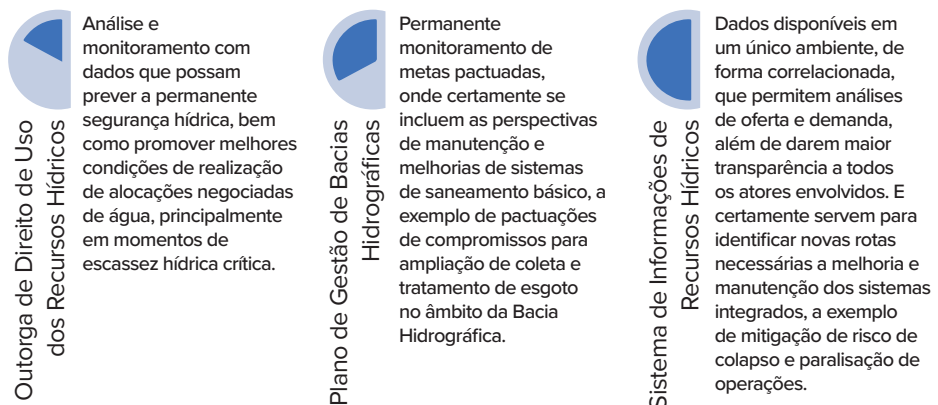 Outorga de Direito de Uso
dos Recursos Hídricos
Análise e
monitoramento com
dados que possam
prever a permanente
segurança hídrica, bem
como promover melhores
condições de realização
de alocações negociadas
de água, principalmente
em momentos de
escassez hídrica crítica.
Plano de Gestão de Bacias
Hidrográficas
Permanente
monitoramento de
metas pactuadas,
onde certamente se
incluem as perspectivas
de manutenção e
melhorias de sistemas
de saneamento básico, a
exemplo de pactuações
de compromissos para
ampliação de coleta e
tratamento de esgoto
no âmbito da Bacia
Hidrográfica.
Sistema de Informações de
Recursos Hídricos
Dados disponíveis em
um único ambiente, de
forma correlacionada,
que permitem análises
de oferta e demanda,
além de darem maior
transparência a todos
os atores envolvidos. E
certamente servem para
identificar novas rotas
necessárias a melhoria e
manutenção dos sistemas
integrados, a exemplo
de mitigação de risco de
colapso e paralisação de
operações.